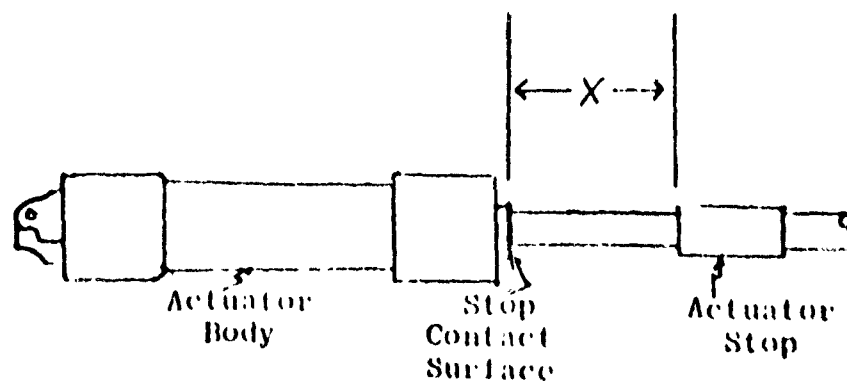 X
Actuator
Body
Stop
Contact
Surface
Actuator
Stop